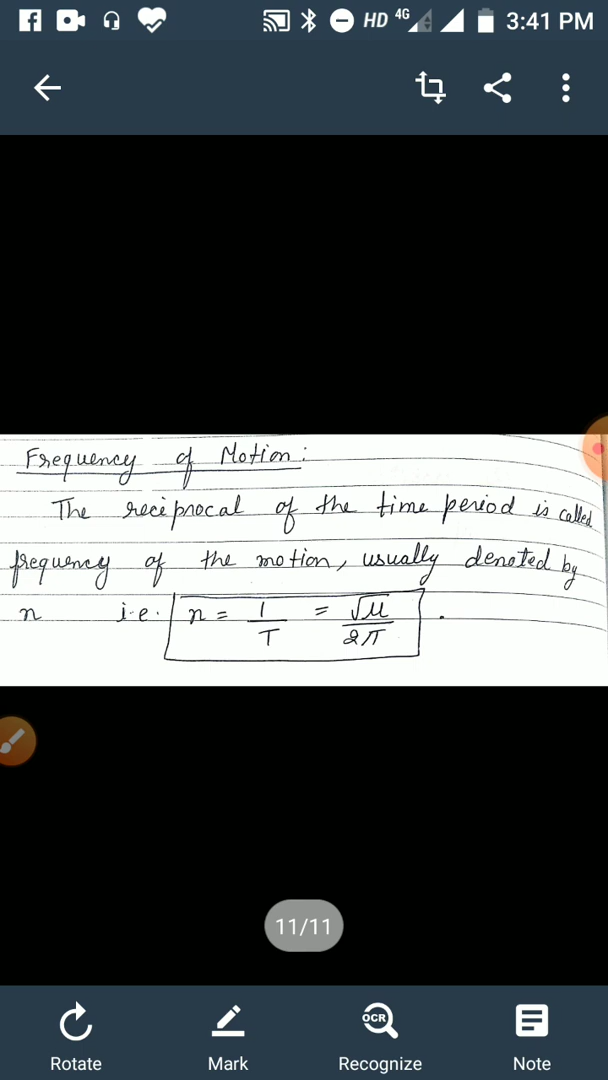 HD 4G 3:41 PM
Frequency of Motion:
The reciprocal of the time period is called
frequency of the motion, usually denoted by
n i.e. n = 1/T = √μ/2π .
11/11
OCR
Rotate Mark Recognize Note